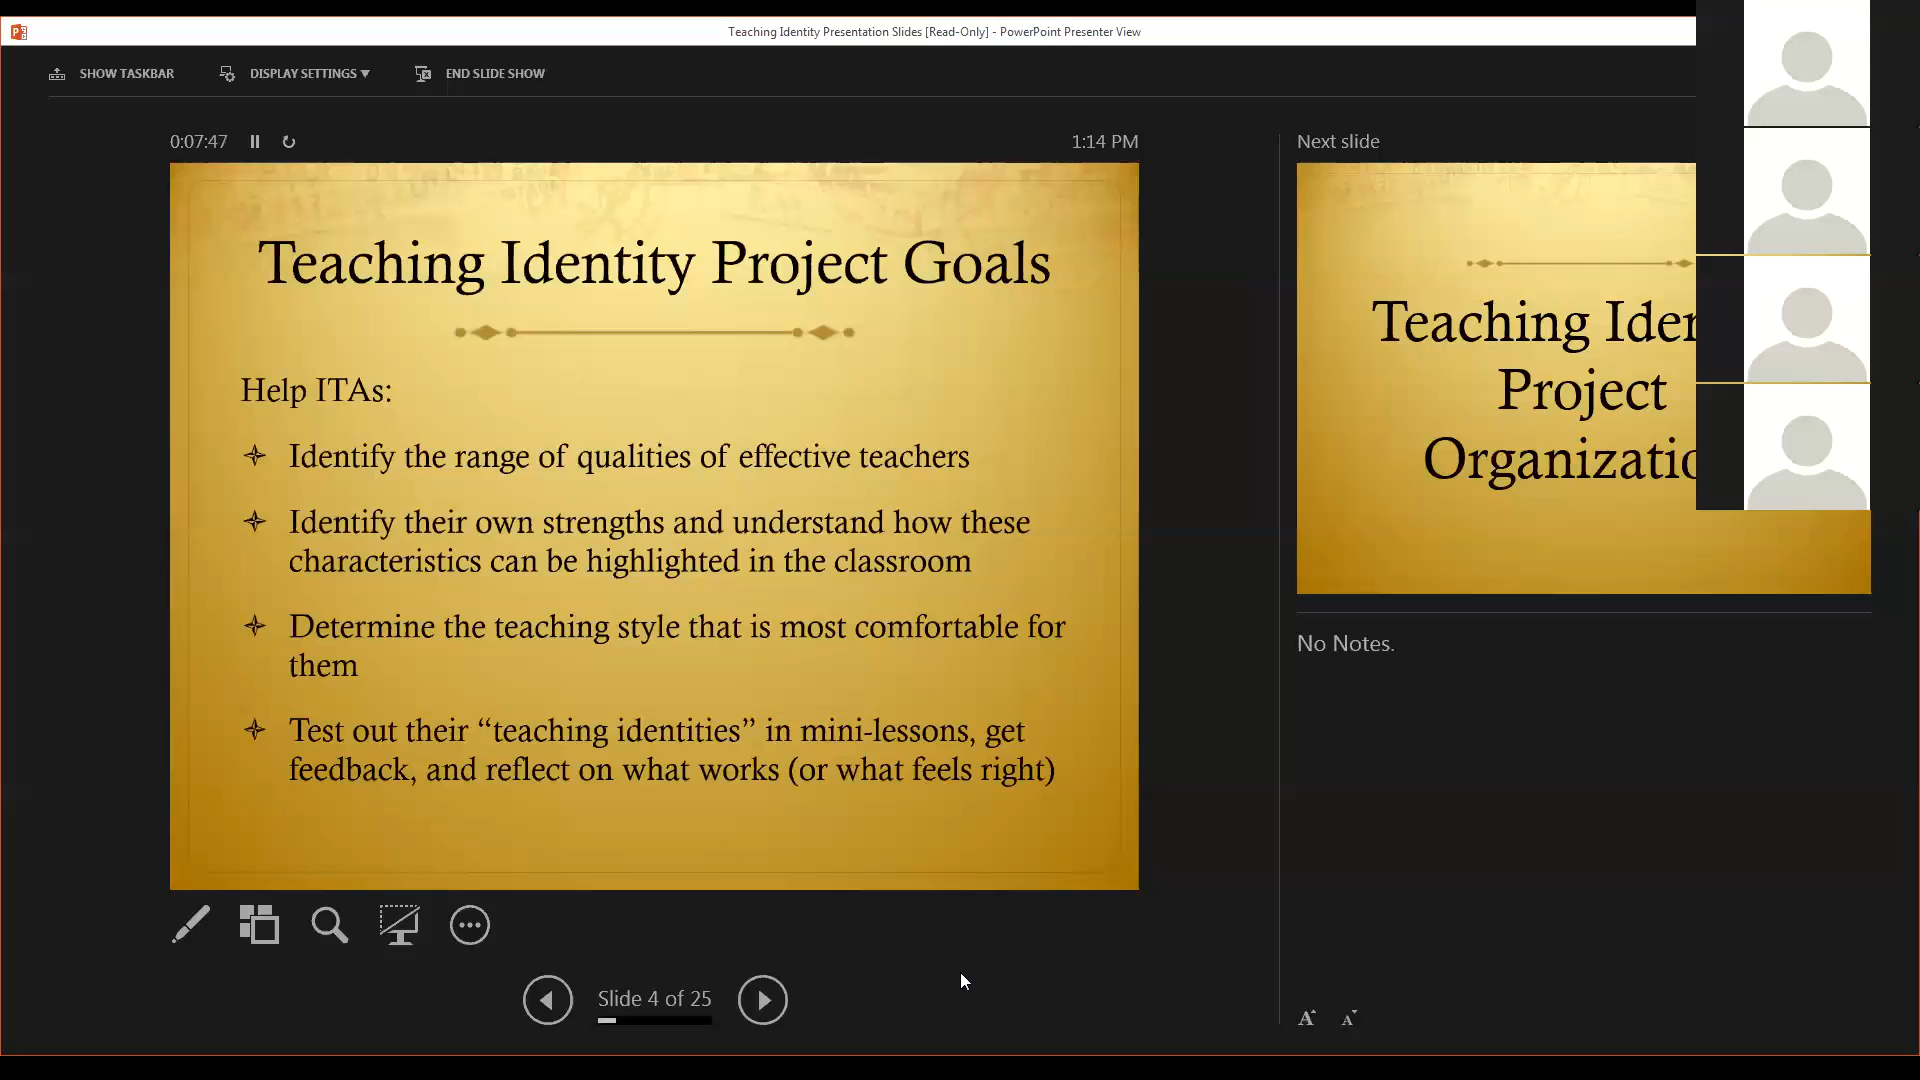 Teaching Identity Presentation Slides [Read-Only] - PowerPoint Presenter View
SHOW TASKBAR
DISPLAY SETTINGS ▼
END SLIDE SHOW
0:07:47
1:14 PM
Teaching Identity Project Goals
Help ITAs:
Identify the range of qualities of effective teachers
Identify their own strengths and understand how these
characteristics can be highlighted in the classroom
Determine the teaching style that is most comfortable for
them
Test out their “teaching identities” in mini-lessons, get
feedback, and reflect on what works (or what feels right)
Slide 4 of 25
Next slide
Teaching Iden
Project
Organizatio
No Notes.
A A